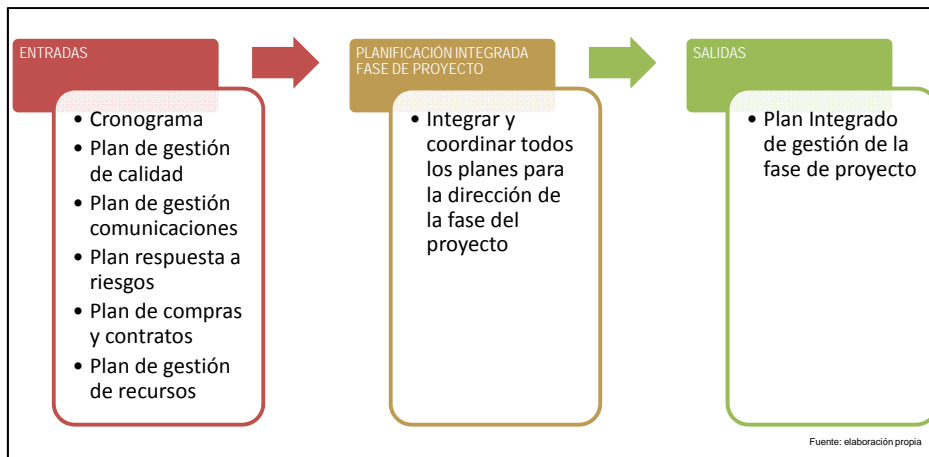 ENTRADAS
• Cronograma
• Plan de gestión
de calidad
• Plan de gestión
comunicaciones
• Plan respuesta a
riesgos
• Plan de compras
y contratos
• Plan de gestión
de recursos
PLANIFICACIÓN INTEGRADA
FASE DE PROYECTO
• Integrar y
coordinar todos
los planes para
la dirección de
la fase del
proyecto
SALIDAS
• Plan Integrado
de gestión de la
fase de proyecto
Fuente: elaboración propia